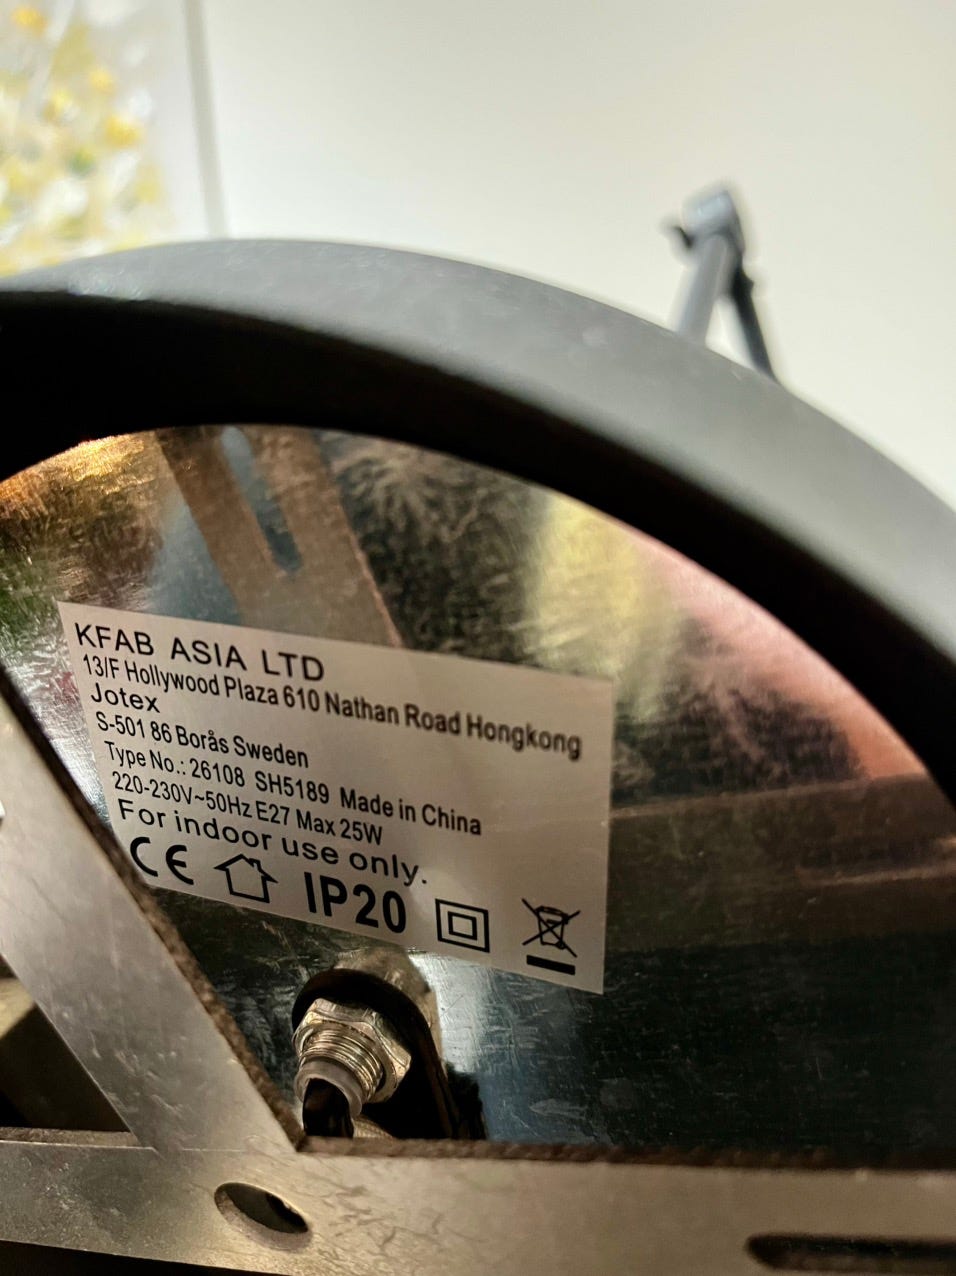 KFAB ASIA LTD
13/F Hollywood Plaza 610 Nathan Road Hongkong
Jotex
S-501 86 Borås Sweden
Type No.: 26108 SH5189 Made in China
220-230V~50Hz E27 Max 25W
For indoor use only.
CE IP20